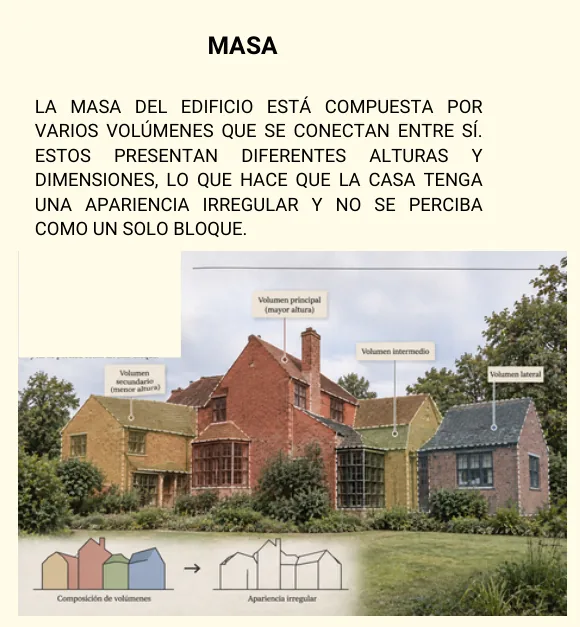 MASA
LA MASA DEL EDIFICIO ESTÁ COMPUESTA POR
VARIOS VOLÚMENES QUE SE CONECTAN ENTRE SÍ.
ESTOS PRESENTAN DIFERENTES ALTURAS Y
DIMENSIONES, LO QUE HACE QUE LA CASA TENGA
UNA APARIENCIA IRREGULAR Y NO SE PERCIBA
COMO UN SOLO BLOQUE.
Volumen principal
(mayor altura)
Volumen intermedio
Volumen
secundario
(menor altura)
Volumen lateral
Composición de volúmenes
Apariencia irregular